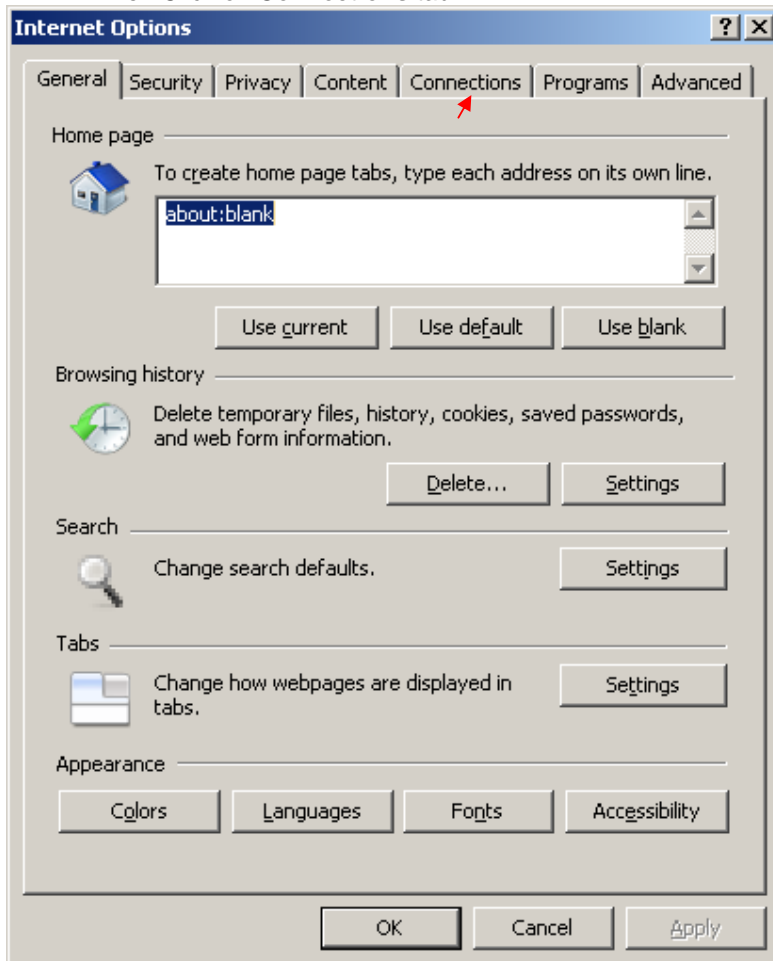 Internet Options
General Security Privacy Content Connections Programs Advanced
Home page
To create home page tabs, type each address on its own line.
about:blank
Use current Use default Use blank
Browsing history
Delete temporary files, history, cookies, saved passwords,
and web form information.
Delete... Settings
Search
Change search defaults. Settings
Tabs
Change how webpages are displayed in
tabs.
Settings
Appearance
Colors Languages Fonts Accessibility
OK Cancel Apply